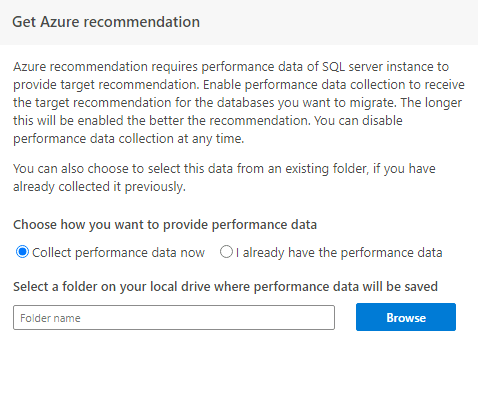 Get Azure recommendation
Azure recommendation requires performance data of SQL server instance to
provide target recommendation. Enable performance data collection to receive
the target recommendation for the databases you want to migrate. The longer
this will be enabled the better the recommendation. You can disable
performance data collection at any time.
You can also choose to select this data from an existing folder, if you have
already collected it previously.
Choose how you want to provide performance data
Collect performance data now I already have the performance data
Select a folder on your local drive where performance data will be saved
Folder name Browse